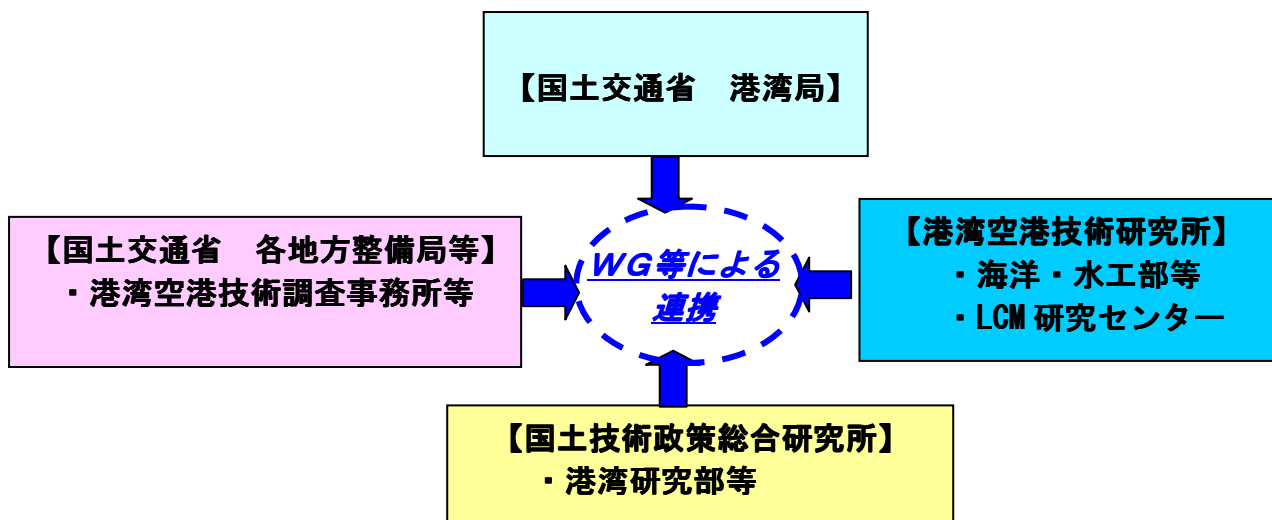 【国土交通省　港湾局】
【国土交通省　各地方整備局等】
・港湾空港技術調査事務所等
WG等による
連携
【港湾空港技術研究所】
・海洋・水工部等
・LCM研究センター
【国土技術政策総合研究所】
・港湾研究部等